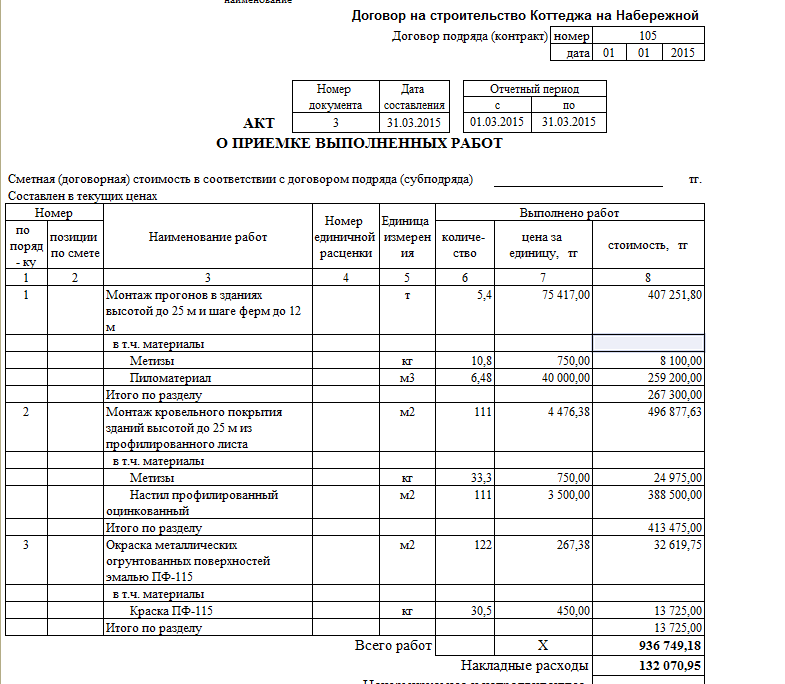 наименование
Договор на строительство Коттеджа на Набережной
Договор подряда (контракт) номер 105
дата 01 01 2015
Номер документа Дата составления Отчетный период
с по
АКТ 3 31.03.2015 01.03.2015 31.03.2015
О ПРИЕМКЕ ВЫПОЛНЕННЫХ РАБОТ
Сметная (договорная) стоимость в соответствии с договором подряда (субподряда) тг.
Составлен в текущих ценах
Номер Наименование работ Номер единичной расценки Единица измерен ия Выполнено работ
по поряд - ку позиции по смете количе- ство цена за единицу, тг стоимость, тг
1 2 3 4 5 6 7 8
1 Монтаж прогонов в зданиях т 5,4 75 417,00 407 251,80
высотой до 25 м и шаге ферм до 12
м
в т.ч. материалы
Метизы кг 10,8 750,00 8 100,00
Пиломатериал м3 6,48 40 000,00 259 200,00
Итого по разделу 267 300,00
2 Монтаж кровельного покрытия м2 111 4 476,38 496 877,63
зданий высотой до 25 м из
профилированного листа
в т.ч. материалы
Метизы кг 33,3 750,00 24 975,00
Настил профилированный м2 111 3 500,00 388 500,00
оцинкованный
Итого по разделу 413 475,00
3 Окраска металлических м2 122 267,38 32 619,75
огрунтованных поверхностей
эмалью ПФ-115
в т.ч. материалы
Краска ПФ-115 кг 30,5 450,00 13 725,00
Итого по разделу 13 725,00
Всего работ X 936 749,18
Накладные расходы 132 070,95